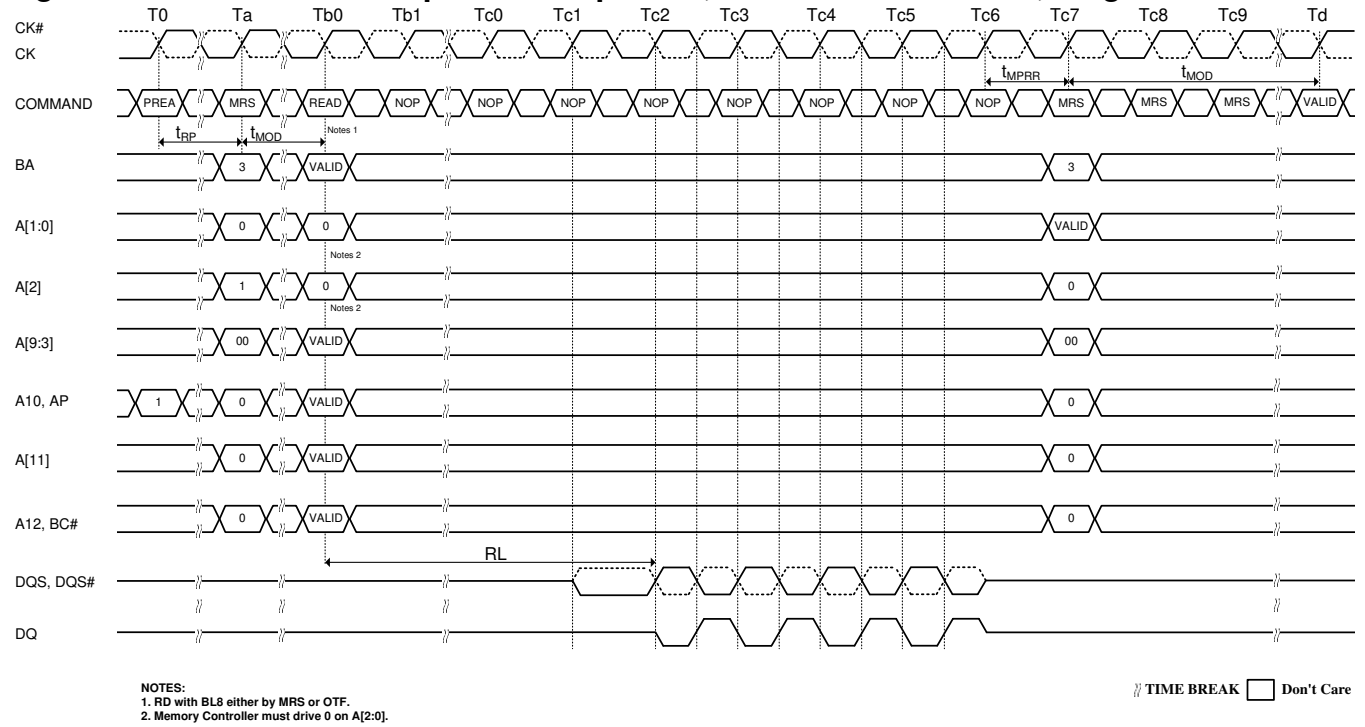 T0 Ta Tb0 Tb1 Tc0 Tc1 Tc2 Tc3 Tc4 Tc5 Tc6 Tc7 Tc8 Tc9 Td
CK#
CK
tMPRR tMOD
COMMAND PREA MRS READ NOP NOP NOP NOP NOP NOP NOP NOP MRS MRS MRS VALID
tRP tMOD Notes 1
BA 3 VALID 3
A[1:0] 0 0 VALID
Notes 2
A[2] 1 0 0
Notes 2
A[9:3] 00 VALID 00
A10, AP 1 0 VALID 0
A[11] 0 VALID 0
A12, BC# 0 VALID 0
RL
DQS, DQS#
DQ
NOTES:
1. RD with BL8 either by MRS or OTF.
2. Memory Controller must drive 0 on A[2:0].
TIME BREAK Don't Care